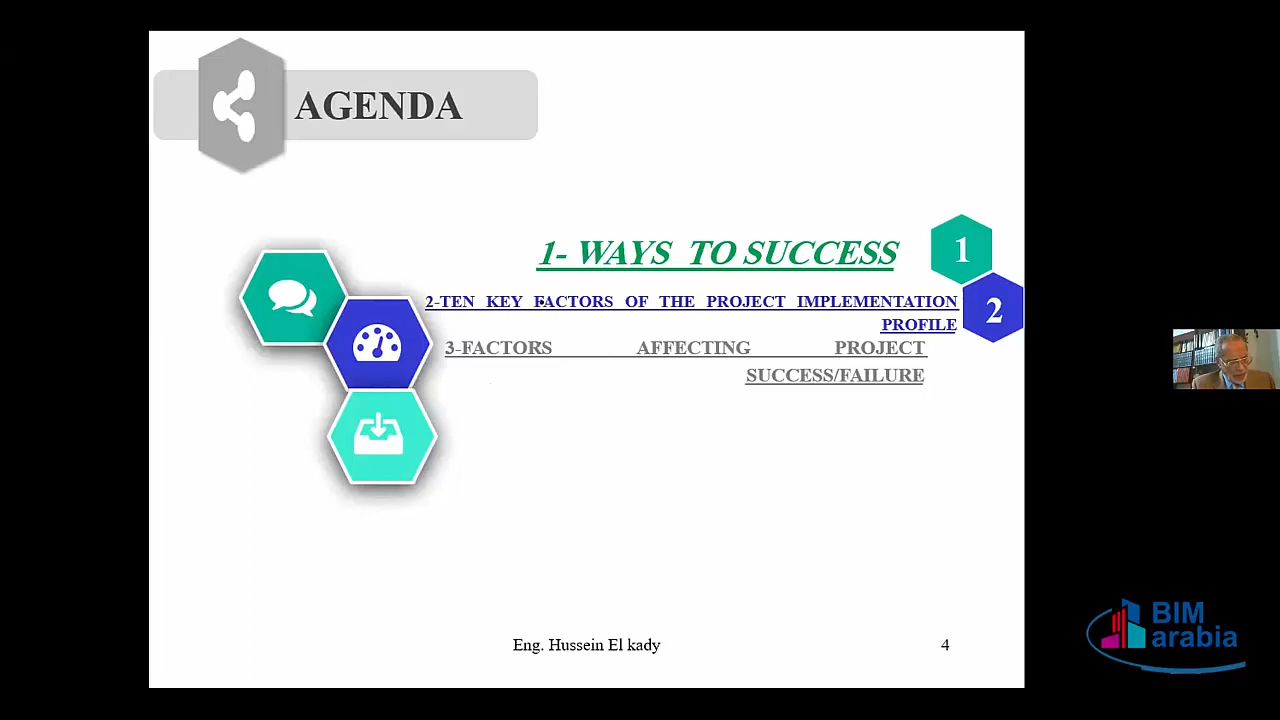 AGENDA
1- WAYS TO SUCCESS
1
2-TEN KEY FACTORS OF THE PROJECT IMPLEMENTATION
PROFILE
2
3-FACTORS AFFECTING PROJECT
SUCCESS/FAILURE
Eng. Hussein El kady
4
BIM
arabia